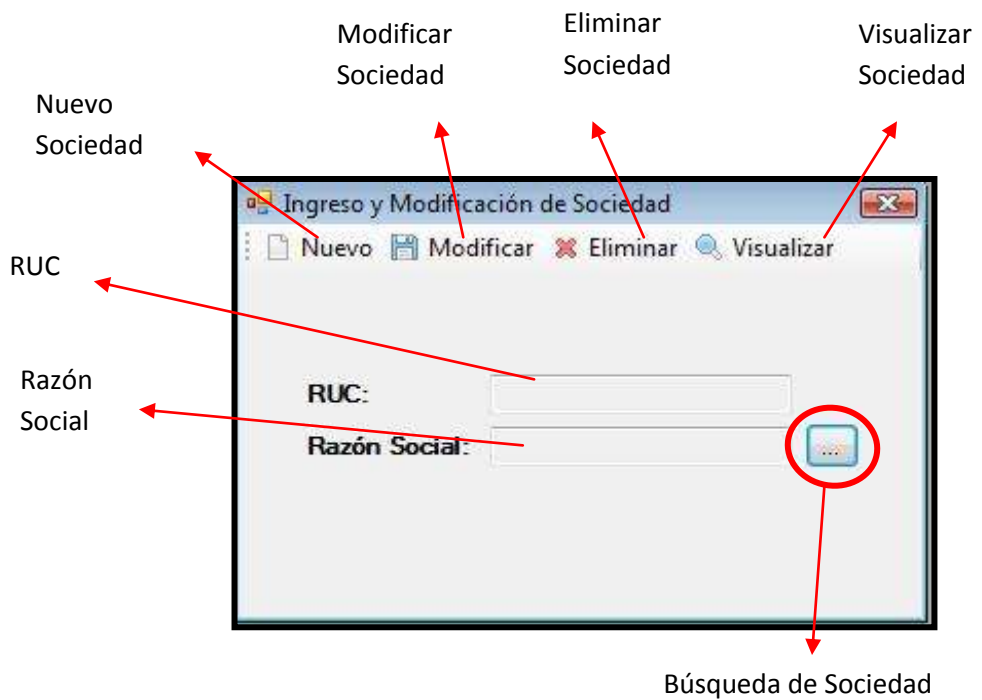 Modificar
Sociedad
Eliminar
Sociedad
Visualizar
Sociedad
Nuevo
Sociedad
Ingreso y Modificación de Sociedad
Nuevo Modificar Eliminar Visualizar
RUC
RUC:
Razón
Social
Razón Social: ...
Búsqueda de Sociedad